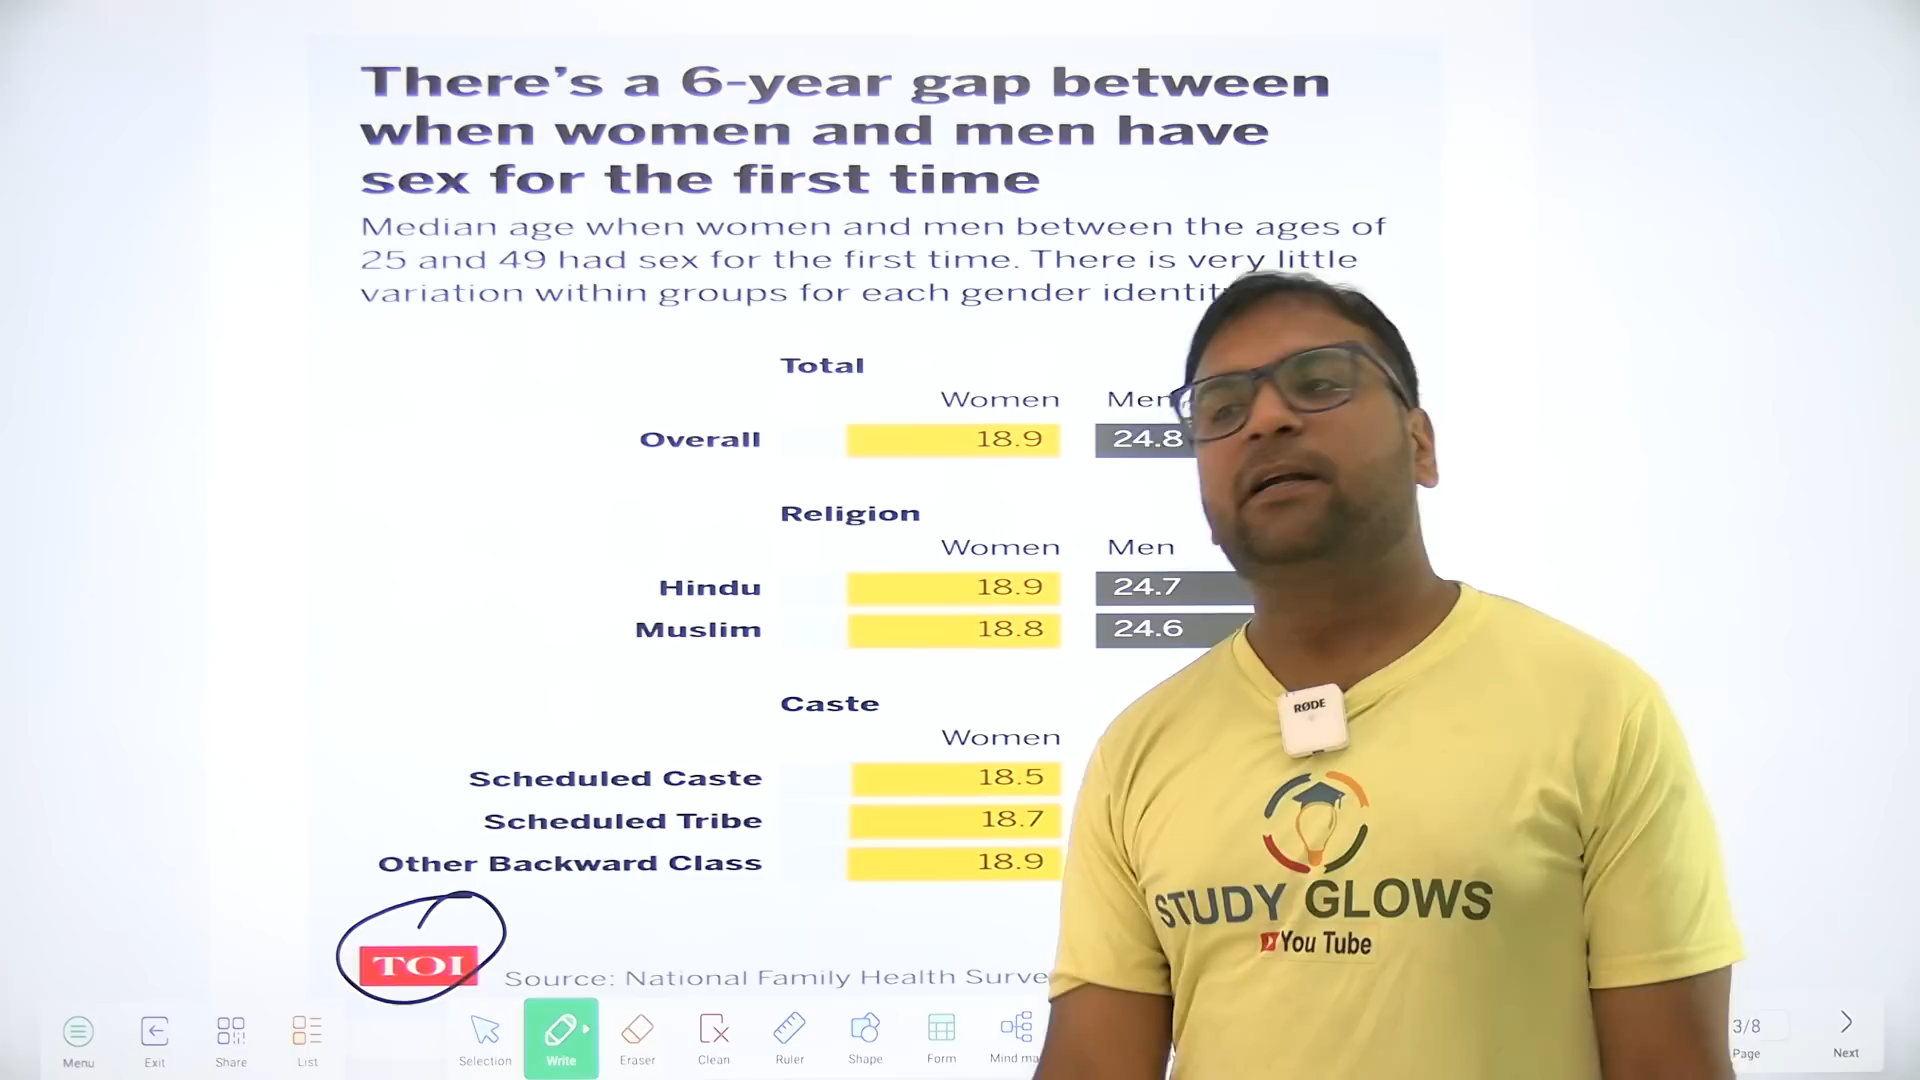 There's a 6-year gap between
when women and men have
sex for the first time
Median age when women and men between the ages of
25 and 49 had sex for the first time. There is very little
variation within groups for each gender
Total
Women Men
Overall 18.9 24.8
Religion
Women Men
Hindu 18.9 24.7
Muslim 18.8 24.6
Caste
Women
Scheduled Caste 18.5
Scheduled Tribe 18.7
Other Backward Class 18.9
TOI Source: National Family Health
RØDE
STUDY GLOWS
You Tube
Menu Exit Share List Selection Write Eraser Clean Ruler Shape Form Mind
3/8
Page Next